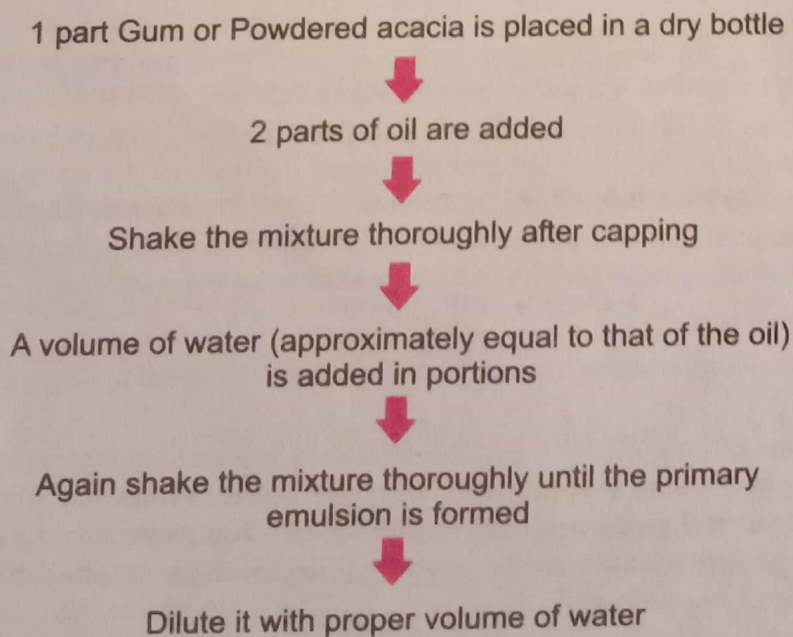 1 part Gum or Powdered acacia is placed in a dry bottle
2 parts of oil are added
Shake the mixture thoroughly after capping
A volume of water (approximately equal to that of the oil)
is added in portions
Again shake the mixture thoroughly until the primary
emulsion is formed
Dilute it with proper volume of water